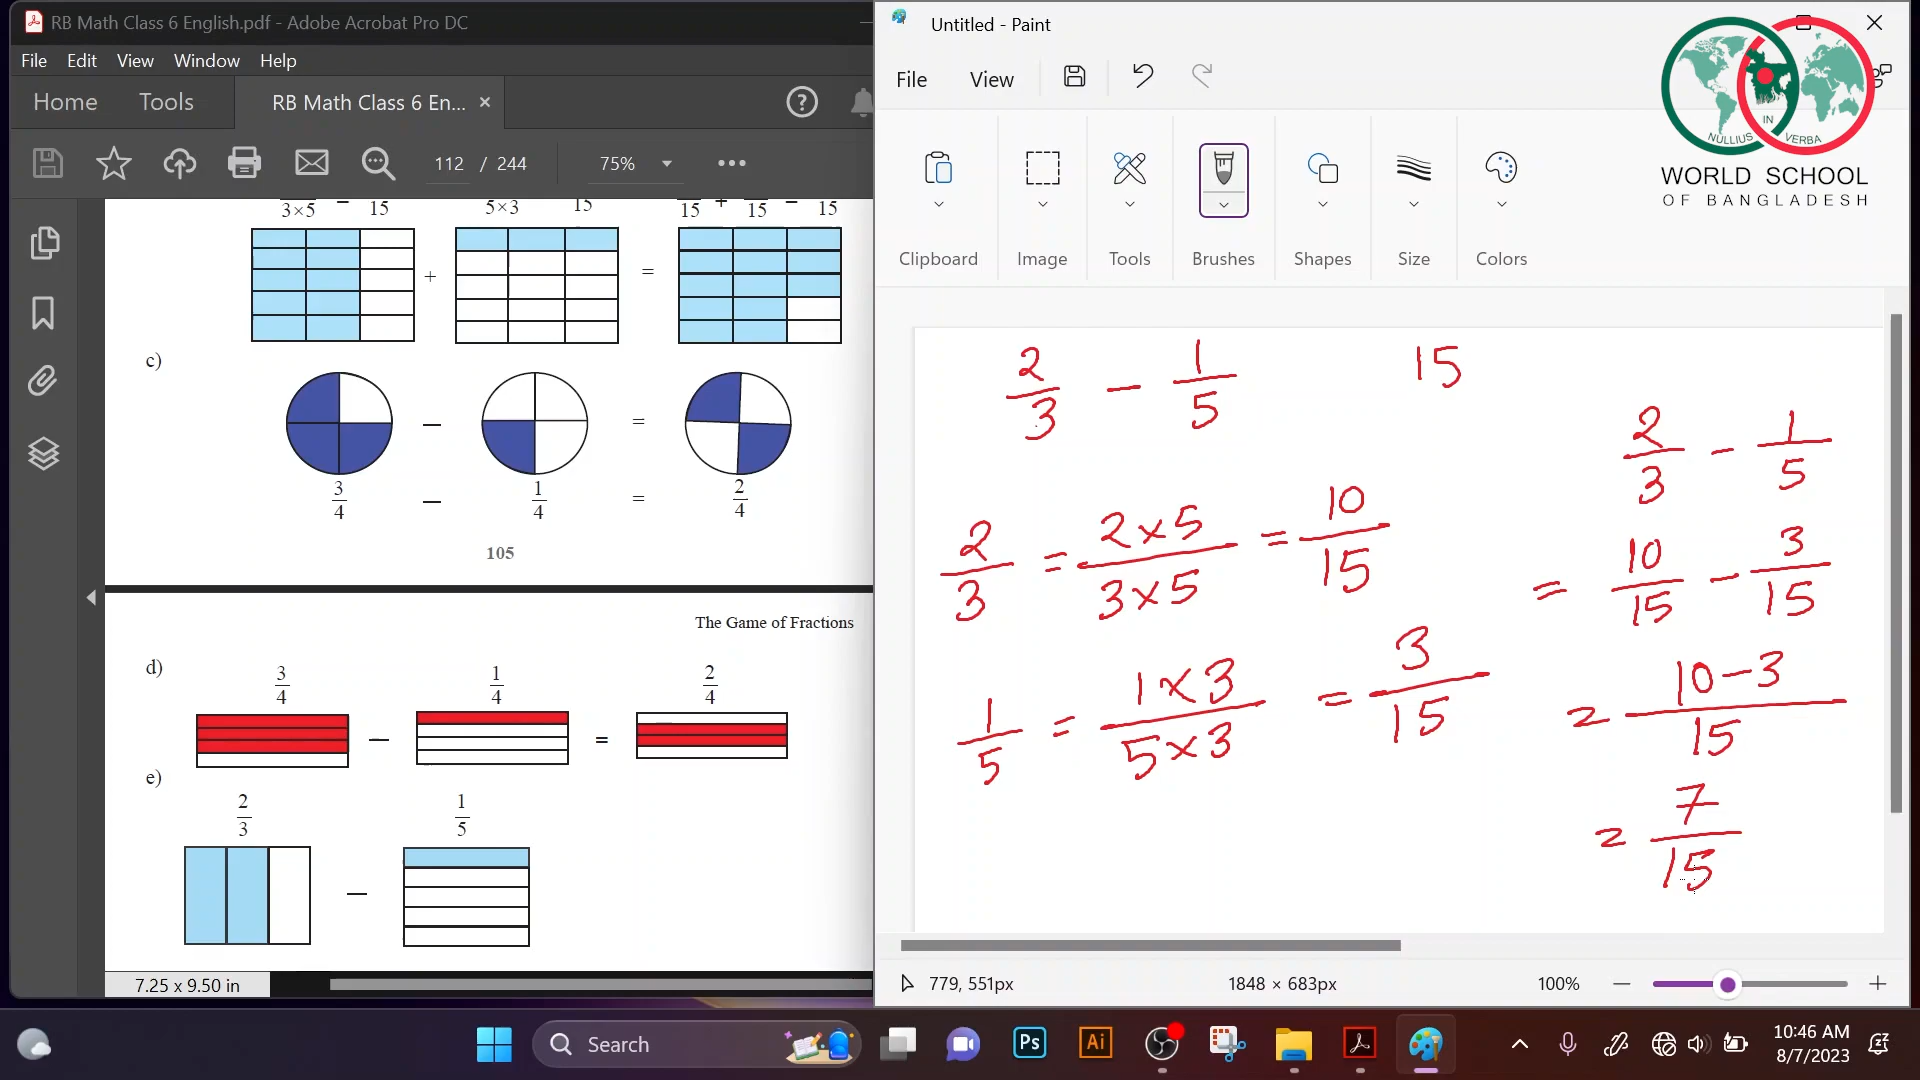 RB Math Class 6 English.pdf - Adobe Acrobat Pro DC
File Edit View Window Help
Home Tools RB Math Class 6 En... ×
112 / 244 75%
3×5 = 15 5×3 15 15 + 15 = 15
+ =
c)
− =
3/4 − 1/4 = 2/4
105
The Game of Fractions
d) 3/4 1/4 2/4
− =
e) 2/3 1/5
−
7.25 x 9.50 in
Untitled - Paint
File View
Clipboard Image Tools Brushes Shapes Size Colors
NULLIUS IN VERBA
WORLD SCHOOL
OF BANGLADESH
2/3 − 1/5 15
2/3 = 2×5/3×5 = 10/15
1/5 = 1×3/5×3 = 3/15
2/3 − 1/5
= 10/15 − 3/15
= 10−3/15
= 7/15
779, 551px 1848 × 683px 100%
Search
Ps Ai
10:46 AM
8/7/2023